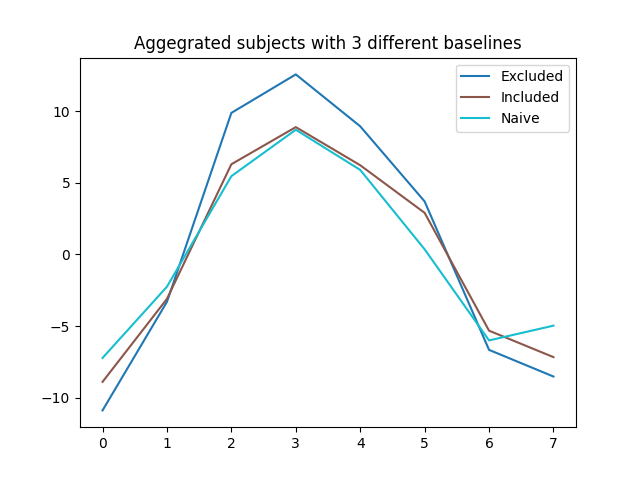 Aggegrated subjects with 3 different baselines
Excluded
Included
Naive
10
5
0
−5
−10
0 1 2 3 4 5 6 7